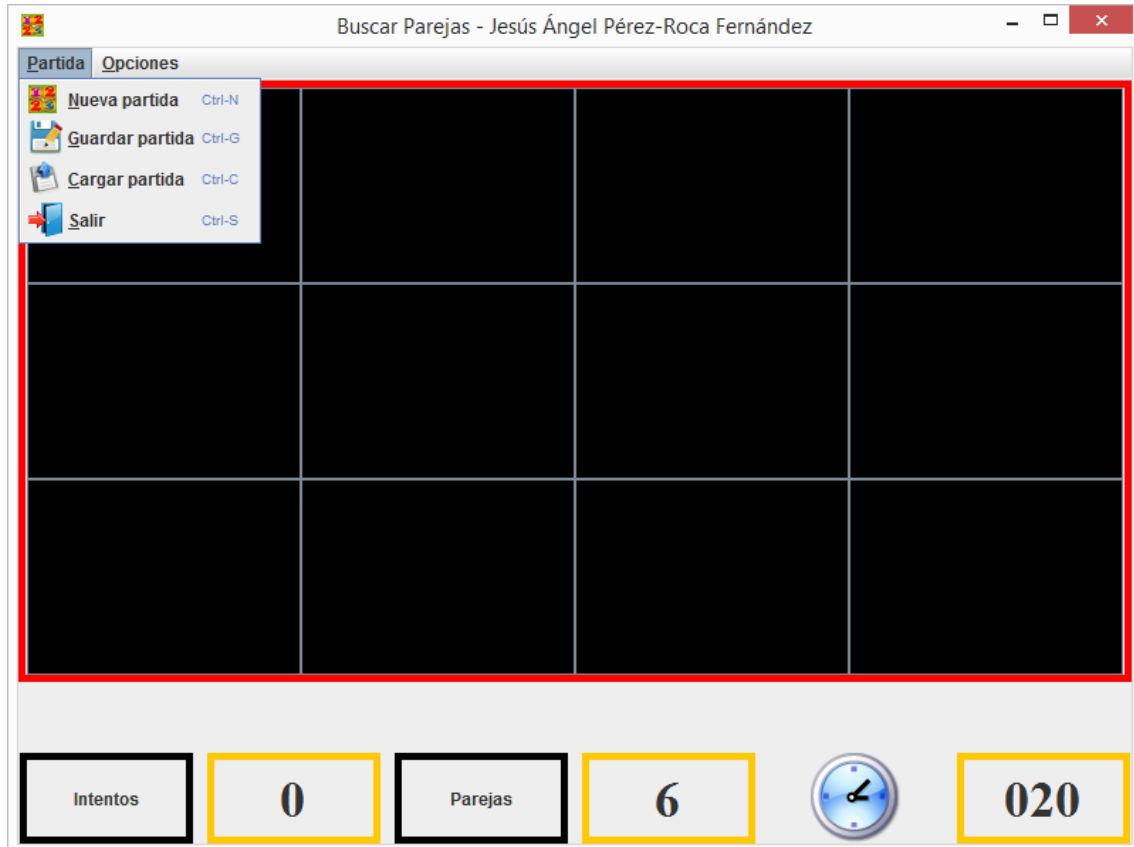 Buscar Parejas - Jesús Ángel Pérez-Roca Fernández
Partida Opciones
Nueva partida Ctrl-N
Guardar partida Ctrl-G
Cargar partida Ctrl-C
Salir Ctrl-S
Intentos 0 Parejas 6 020